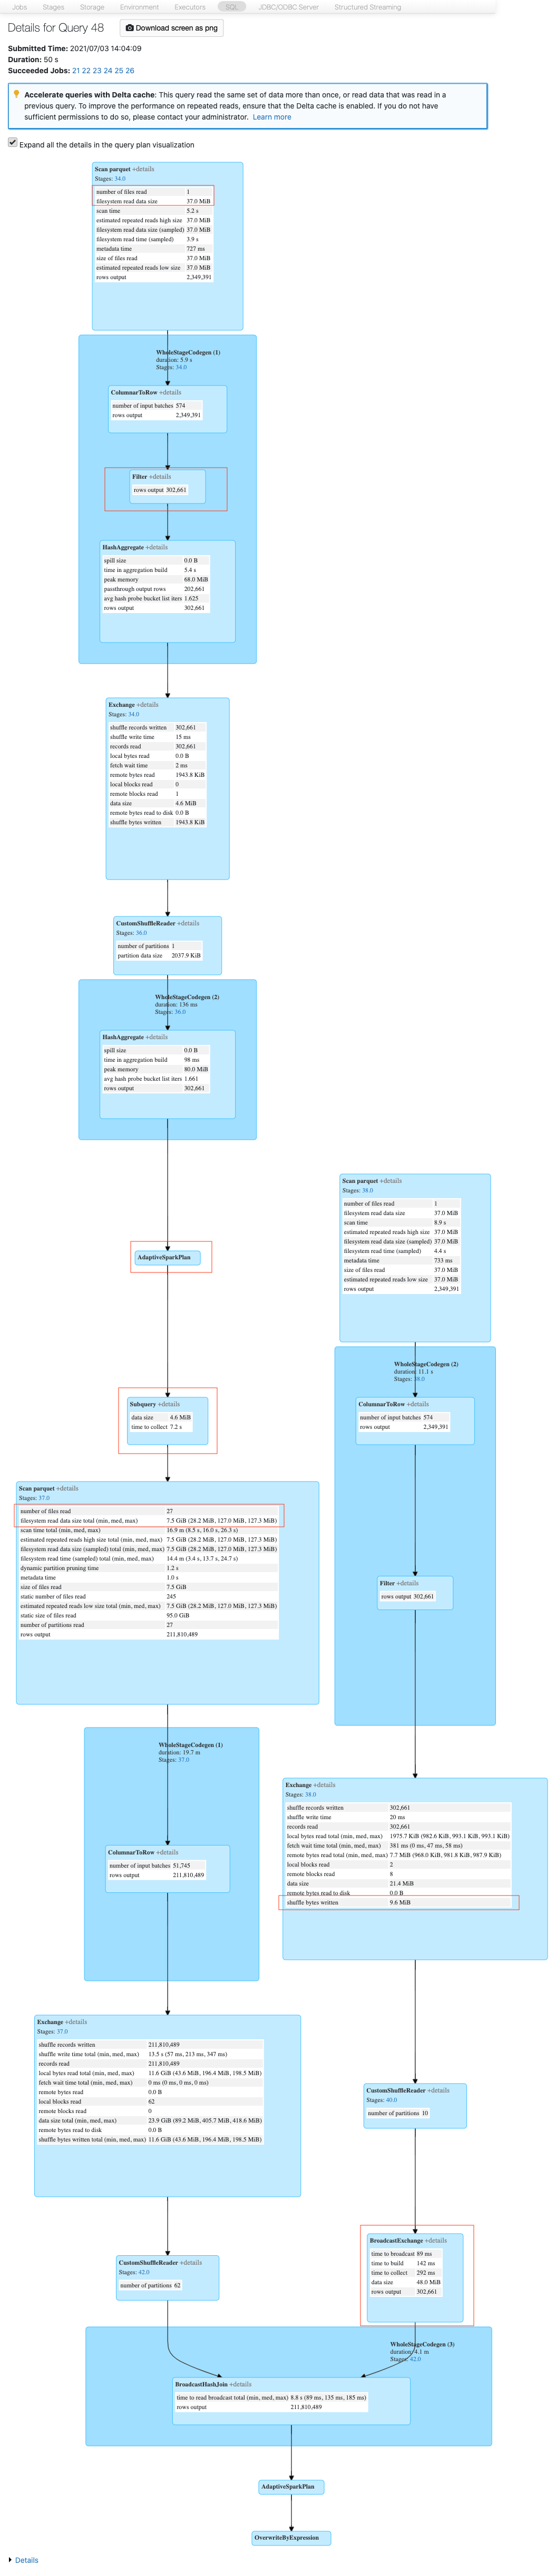 Jobs Stages Storage Environment Executors SQL JDBC/ODBC Server Structured Streaming
Details for Query 48 Download screen as png
Submitted Time: 2021/07/03 14:04:09
Duration: 50 s
Succeeded Jobs: 21 22 23 24 25 26
Accelerate queries with Delta cache: This query read the same set of data more than once, or read data that was read in a
previous query. To improve the performance on repeated reads, ensure that the Delta cache is enabled. If you do not have
sufficient permissions to do so, please contact your administrator. Learn more
Expand all the details in the query plan visualization
Scan parquet +details
Stages: 34.0
number of files read 1
filesystem read data size 37.0 MiB
scan time 5.2 s
estimated repeated reads high size 37.0 MiB
filesystem read data size (sampled) 37.0 MiB
filesystem read time (sampled) 3.9 s
metadata time 727 ms
size of files read 37.0 MiB
estimated repeated reads low size 37.0 MiB
rows output 2,349,391
WholeStageCodegen (1)
duration: 5.9 s
Stages: 34.0
ColumnarToRow +details
number of input batches 574
rows output 2,349,391
Filter +details
rows output 302,661
HashAggregate +details
spill size 0.0 B
time in aggregation build 5.4 s
peak memory 68.0 MiB
passthrough output rows 202,661
avg hash probe bucket list iters 1.625
rows output 302,661
Exchange +details
Stages: 34.0
shuffle records written 302,661
shuffle write time 15 ms
records read 302,661
local bytes read 0.0 B
fetch wait time 2 ms
remote bytes read 1943.8 KiB
local blocks read 0
remote blocks read 1
data size 4.6 MiB
remote bytes read to disk 0.0 B
shuffle bytes written 1943.8 KiB
CustomShuffleReader +details
Stages: 36.0
number of partitions 1
partition data size 2037.9 KiB
WholeStageCodegen (2)
duration: 136 ms
Stages: 36.0
HashAggregate +details
spill size 0.0 B
time in aggregation build 98 ms
peak memory 80.0 MiB
avg hash probe bucket list iters 1.661
rows output 302,661
AdaptiveSparkPlan
Subquery +details
data size 4.6 MiB
time to collect 7.2 s
Scan parquet +details
Stages: 38.0
number of files read 1
filesystem read data size 37.0 MiB
scan time 8.9 s
estimated repeated reads high size 37.0 MiB
filesystem read data size (sampled) 37.0 MiB
filesystem read time (sampled) 4.4 s
metadata time 733 ms
size of files read 37.0 MiB
estimated repeated reads low size 37.0 MiB
rows output 2,349,391
WholeStageCodegen (2)
duration: 11.1 s
Stages: 38.0
ColumnarToRow +details
number of input batches 574
rows output 2,349,391
Filter +details
rows output 302,661
Scan parquet +details
Stages: 37.0
number of files read 27
filesystem read data size total (min, med, max) 7.5 GiB (28.2 MiB, 127.0 MiB, 127.3 MiB)
scan time total (min, med, max) 16.9 m (8.5 s, 16.0 s, 26.3 s)
estimated repeated reads high size total (min, med, max) 7.5 GiB (28.2 MiB, 127.0 MiB, 127.3 MiB)
filesystem read data size (sampled) total (min, med, max) 7.5 GiB (28.2 MiB, 127.0 MiB, 127.3 MiB)
filesystem read time (sampled) total (min, med, max) 14.4 m (3.4 s, 13.7 s, 24.7 s)
dynamic partition pruning time 1.2 s
metadata time 1.0 s
size of files read 7.5 GiB
static number of files read 245
estimated repeated reads low size total (min, med, max) 7.5 GiB (28.2 MiB, 127.0 MiB, 127.3 MiB)
static size of files read 95.0 GiB
number of partitions read 27
rows output 211,810,489
WholeStageCodegen (1)
duration: 19.7 m
Stages: 37.0
ColumnarToRow +details
number of input batches 51,745
rows output 211,810,489
Exchange +details
Stages: 38.0
shuffle records written 302,661
shuffle write time 20 ms
records read 302,661
local bytes read total (min, med, max) 1975.7 KiB (982.6 KiB, 993.1 KiB, 993.1 KiB)
fetch wait time total (min, med, max) 381 ms (0 ms, 47 ms, 58 ms)
remote bytes read total (min, med, max) 7.7 MiB (968.0 KiB, 981.8 KiB, 987.9 KiB)
local blocks read 2
remote blocks read 8
data size 21.4 MiB
remote bytes read to disk 0.0 B
shuffle bytes written 9.6 MiB
Exchange +details
Stages: 37.0
shuffle records written 211,810,489
shuffle write time total (min, med, max) 13.5 s (57 ms, 213 ms, 347 ms)
records read 211,810,489
local bytes read total (min, med, max) 11.6 GiB (43.6 MiB, 196.4 MiB, 198.5 MiB)
fetch wait time total (min, med, max) 0 ms (0 ms, 0 ms, 0 ms)
remote bytes read 0.0 B
local blocks read 62
remote blocks read 0
data size total (min, med, max) 23.9 GiB (89.2 MiB, 405.7 MiB, 418.6 MiB)
remote bytes read to disk 0.0 B
shuffle bytes written total (min, med, max) 11.6 GiB (43.6 MiB, 196.4 MiB, 198.5 MiB)
CustomShuffleReader +details
Stages: 40.0
number of partitions 10
CustomShuffleReader +details
Stages: 42.0
number of partitions 62
BroadcastExchange +details
time to broadcast 89 ms
time to build 142 ms
time to collect 292 ms
data size 48.0 MiB
rows output 302,661
WholeStageCodegen (3)
duration: 4.1 m
Stages: 42.0
BroadcastHashJoin +details
time to read broadcast total (min, med, max) 8.8 s (89 ms, 135 ms, 185 ms)
rows output 211,810,489
AdaptiveSparkPlan
OverwriteByExpression
Details